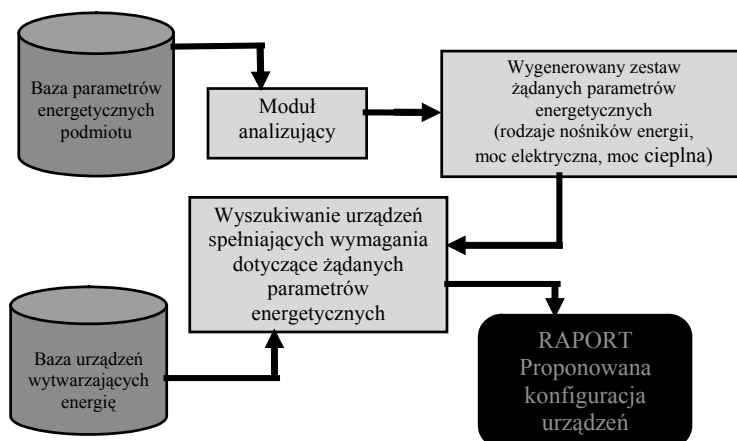 Baza parametrów
energetycznych
podmiotu
Moduł
analizujący
Wygenerowany zestaw
żądanych parametrów
energetycznych
(rodzaje nośników energii,
moc elektryczna, moc cieplna)
Wyszukiwanie urządzeń
spełniających wymagania
dotyczące żądanych
parametrów
energetycznych
Baza urządzeń
wytwarzających
energię
RAPORT
Proponowana
konfiguracja
urządzeń